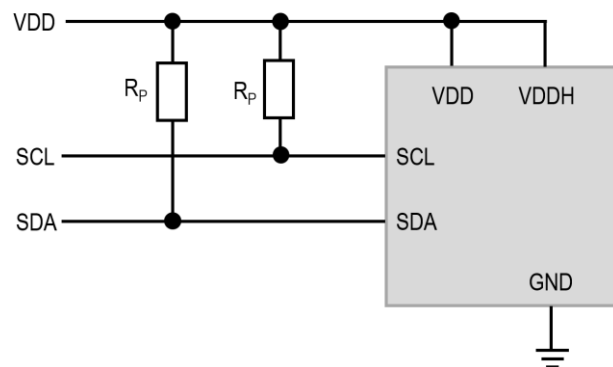 VDD
R_P
R_P
VDD VDDH
SCL SCL
SDA SDA
GND